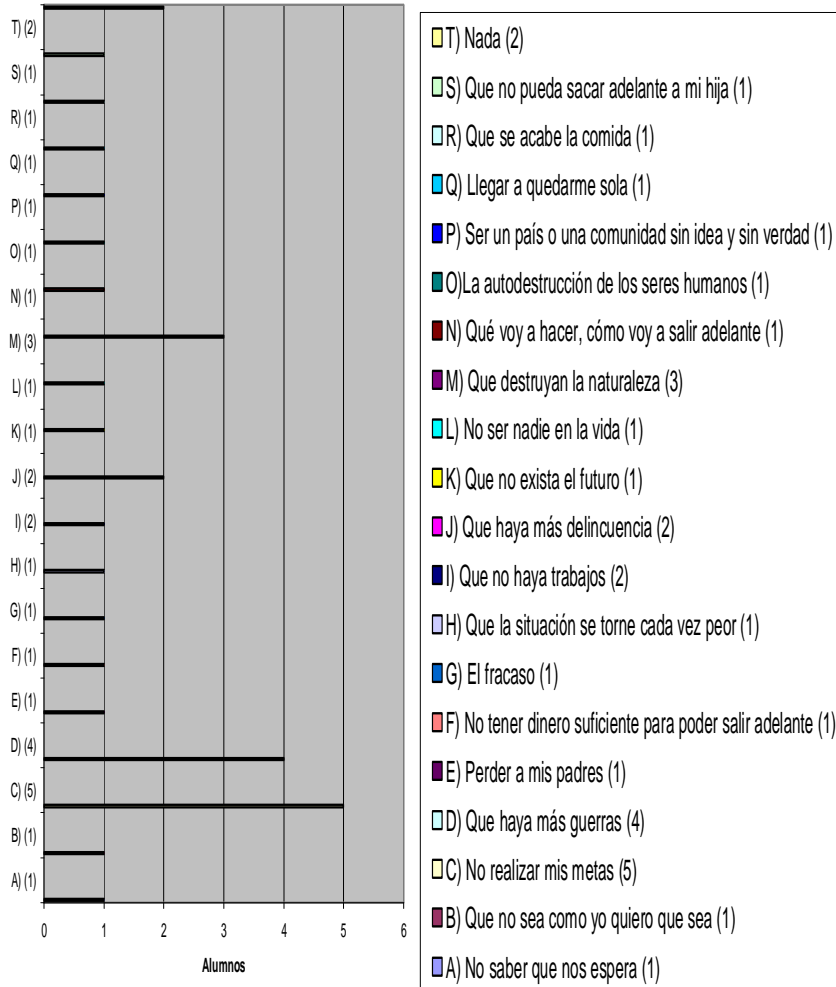 T) (2)
S) (1)
R) (1)
Q) (1)
P) (1)
O) (1)
N) (1)
M) (3)
L) (1)
K) (1)
J) (2)
I) (2)
H) (1)
G) (1)
F) (1)
E) (1)
D) (4)
C) (5)
B) (1)
A) (1)
0 1 2 3 4 5 6
Alumnos
T) Nada (2)
S) Que no pueda sacar adelante a mi hija (1)
R) Que se acabe la comida (1)
Q) Llegar a quedarme sola (1)
P) Ser un país o una comunidad sin idea y sin verdad (1)
O)La autodestrucción de los seres humanos (1)
N) Qué voy a hacer, cómo voy a salir adelante (1)
M) Que destruyan la naturaleza (3)
L) No ser nadie en la vida (1)
K) Que no exista el futuro (1)
J) Que haya más delincuencia (2)
I) Que no haya trabajos (2)
H) Que la situación se torne cada vez peor (1)
G) El fracaso (1)
F) No tener dinero suficiente para poder salir adelante (1)
E) Perder a mis padres (1)
D) Que haya más guerras (4)
C) No realizar mis metas (5)
B) Que no sea como yo quiero que sea (1)
A) No saber que nos espera (1)